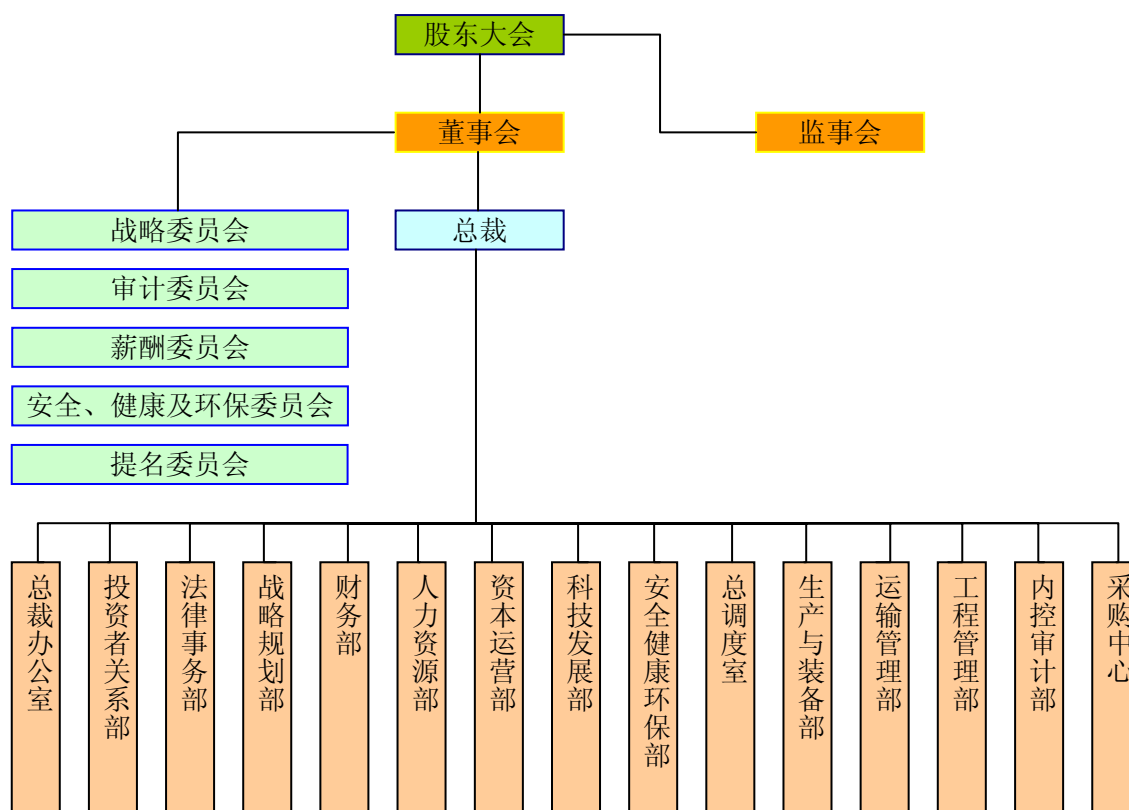 股东大会
董事会
监事会
战略委员会
总裁
审计委员会
薪酬委员会
安全、健康及环保委员会
提名委员会
总裁办公室
投资者关系部
法律事务部
战略规划部
财务部
人力资源部
资本运营部
科技发展部
安全健康环保部
总调度室
生产与装备部
运输管理部
工程管理部
内控审计部
采购中心